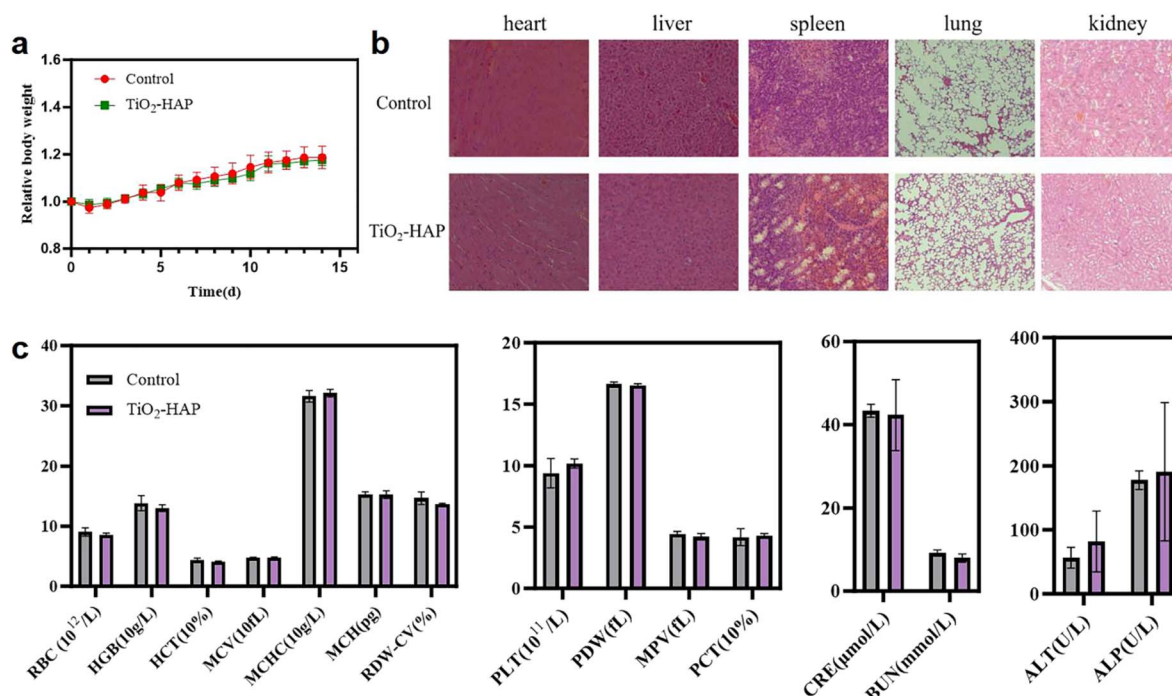 a
Relative body weight
1.6
1.4
1.2
1.0
0.8
Control
TiO₂-HAP
0 5 10 15
Time(d)
b
heart liver spleen lung kidney
Control
TiO₂-HAP
c
40
30
20
10
0
Control
TiO₂-HAP
RBC (10¹²/L)
HGB(10g/L)
HCT(10%)
MCV(10fL)
MCHC(10g/L)
MCH(pg)
RDW-CV(%)
20
15
10
5
0
PLT(10¹¹/L)
PDW(fL)
MPV(fL)
PCT(10%)
60
40
20
0
CRE(μmol/L)
BUN(mmol/L)
400
300
200
100
0
ALT(U/L)
ALP(U/L)